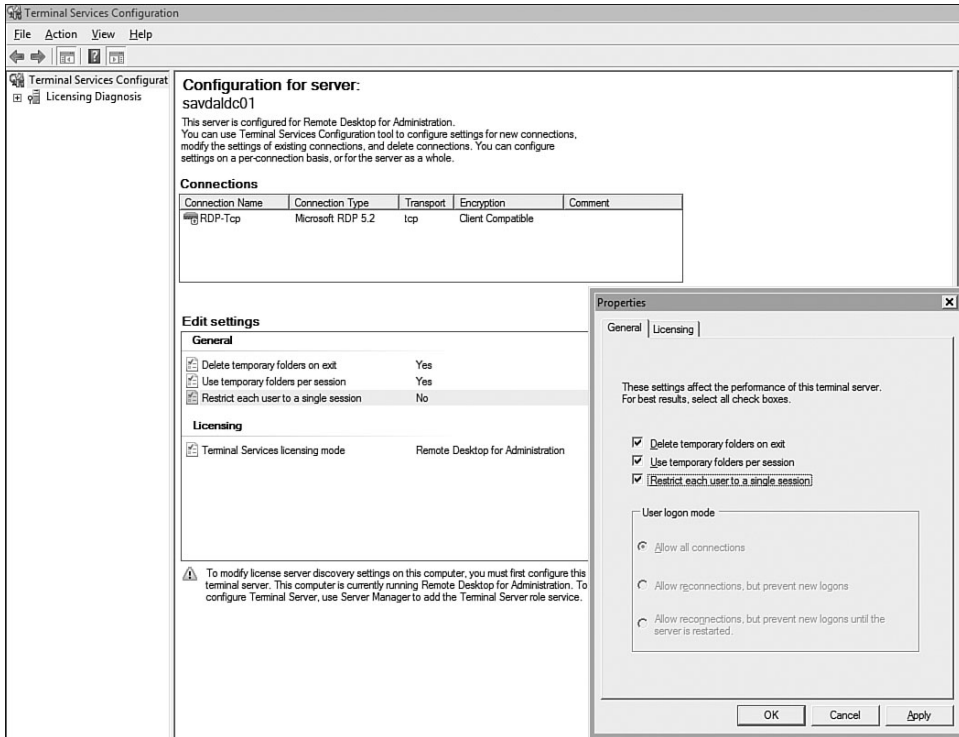 Terminal Services Configuration
File Action View Help
Terminal Services Configurat
Licensing Diagnosis
Configuration for server:
savdaldc01
This server is configured for Remote Desktop for Administration.
You can use Terminal Services Configuration tool to configure settings for new connections,
modify the settings of existing connections, and delete connections. You can configure
settings on a per-connection basis, or for the server as a whole.
Connections
Connection Name Connection Type Transport Encryption Comment
RDP-Tcp Microsoft RDP 5.2 tcp Client Compatible
Edit settings
General
Delete temporary folders on exit Yes
Use temporary folders per session Yes
Restrict each user to a single session No
Licensing
Terminal Services licensing mode Remote Desktop for Administration
To modify license server discovery settings on this computer, you must first configure this
terminal server. This computer is currently running Remote Desktop for Administration. To
configure Terminal Server, use Server Manager to add the Terminal Server role service.
Properties
General Licensing
These settings affect the performance of this terminal server.
For best results, select all check boxes.
Delete temporary folders on exit
Use temporary folders per session
Restrict each user to a single session
User logon mode
Allow all connections
Allow reconnections, but prevent new logons
Allow reconnections, but prevent new logons until the
server is restarted.
OK Cancel Apply